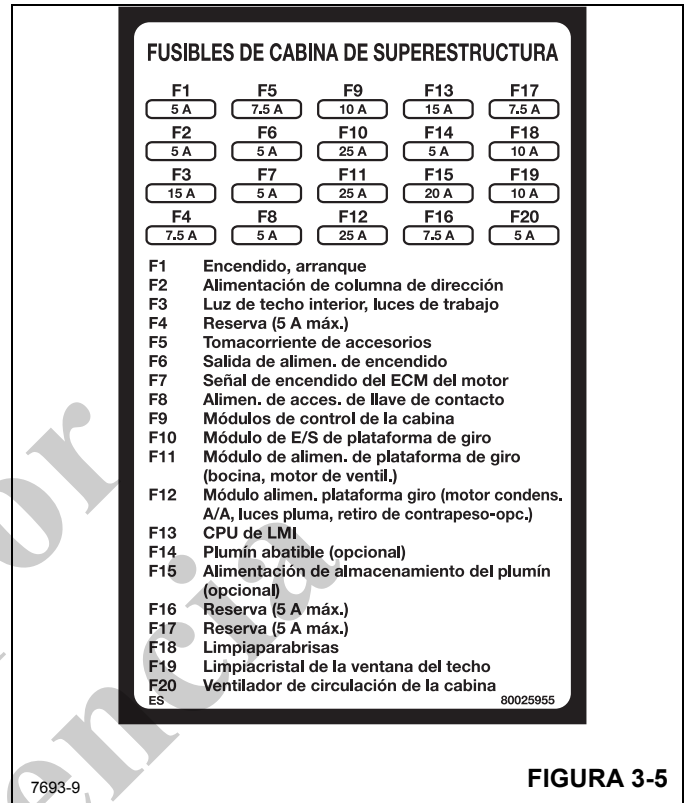 FUSIBLES DE CABINA DE SUPERESTRUCTURA
F1 F5 F9 F13 F17
5 A 7.5 A 10 A 15 A 7.5 A
F2 F6 F10 F14 F18
5 A 5 A 25 A 5 A 10 A
F3 F7 F11 F15 F19
15 A 5 A 25 A 20 A 10 A
F4 F8 F12 F16 F20
7.5 A 5 A 25 A 7.5 A 5 A
F1 Encendido, arranque
F2 Alimentación de columna de dirección
F3 Luz de techo interior, luces de trabajo
F4 Reserva (5 A máx.)
F5 Tomacorriente de accesorios
F6 Salida de alimen. de encendido
F7 Señal de encendido del ECM del motor
F8 Alimen. de acces. de llave de contacto
F9 Módulos de control de la cabina
F10 Módulo de E/S de plataforma de giro
F11 Módulo de alimen. de plataforma de giro
(bocina, motor de ventil.)
F12 Módulo alimen. plataforma giro (motor condens.
A/A, luces pluma, retiro de contrapeso-opc.)
F13 CPU de LMI
F14 Plumín abatible (opcional)
F15 Alimentación de almacenamiento del plumín
(opcional)
F16 Reserva (5 A máx.)
F17 Reserva (5 A máx.)
F18 Limpiaparabrisas
F19 Limpiacristal de la ventana del techo
F20 Ventilador de circulación de la cabina
ES 80025955
7693-9 FIGURA 3-5